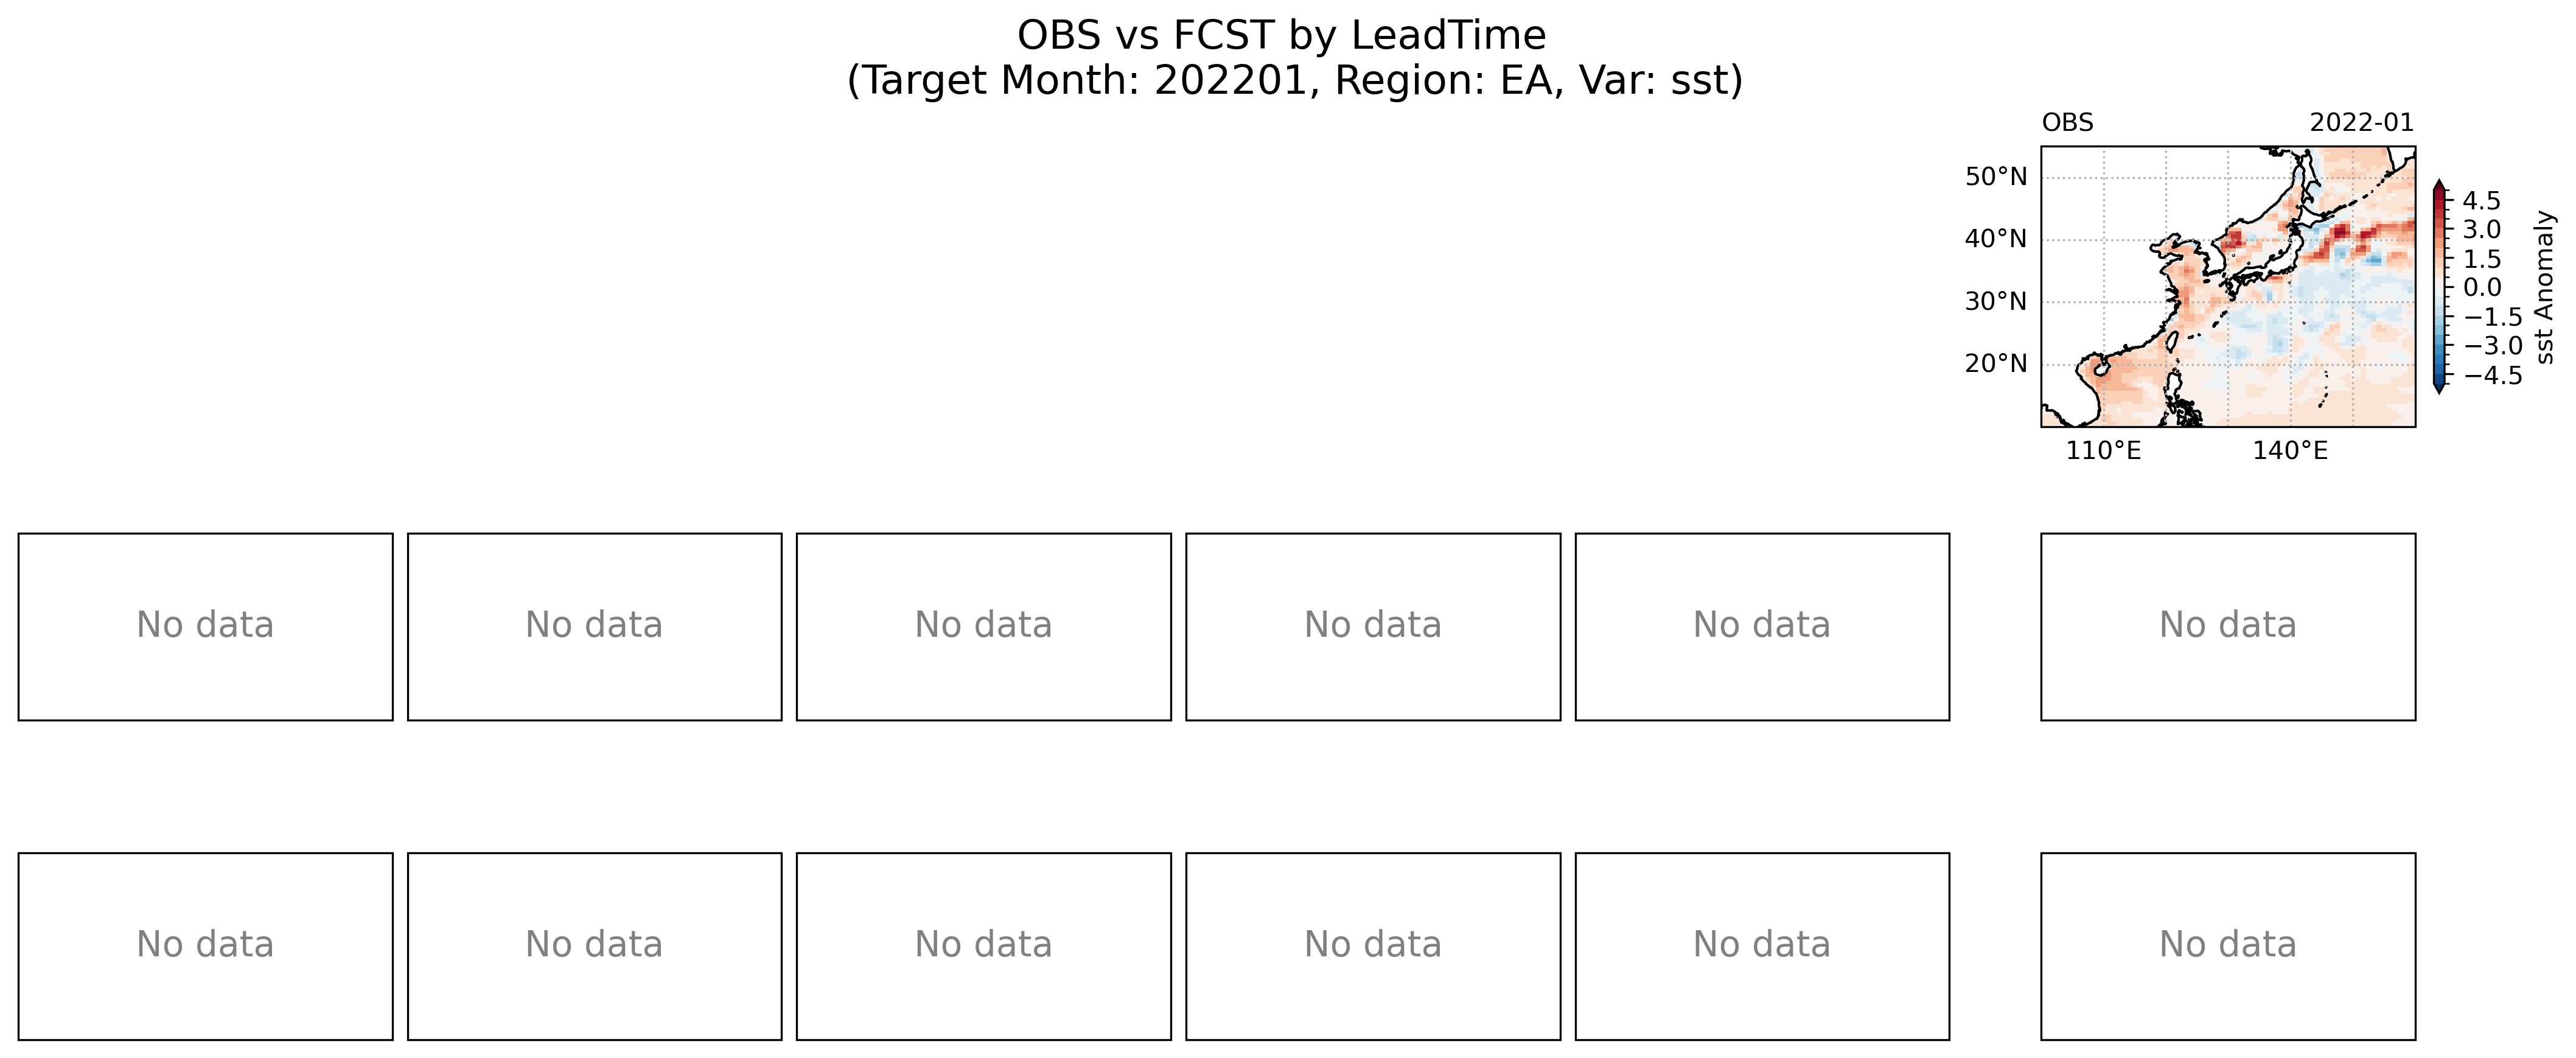 OBS vs FCST by LeadTime
(Target Month: 202201, Region: EA, Var: sst)
OBS 2022-01
50°N
40°N
30°N
20°N
110°E 140°E
4.5
3.0
1.5
0.0
−1.5
−3.0
−4.5
sst Anomaly
No data No data No data No data No data No data
No data No data No data No data No data No data